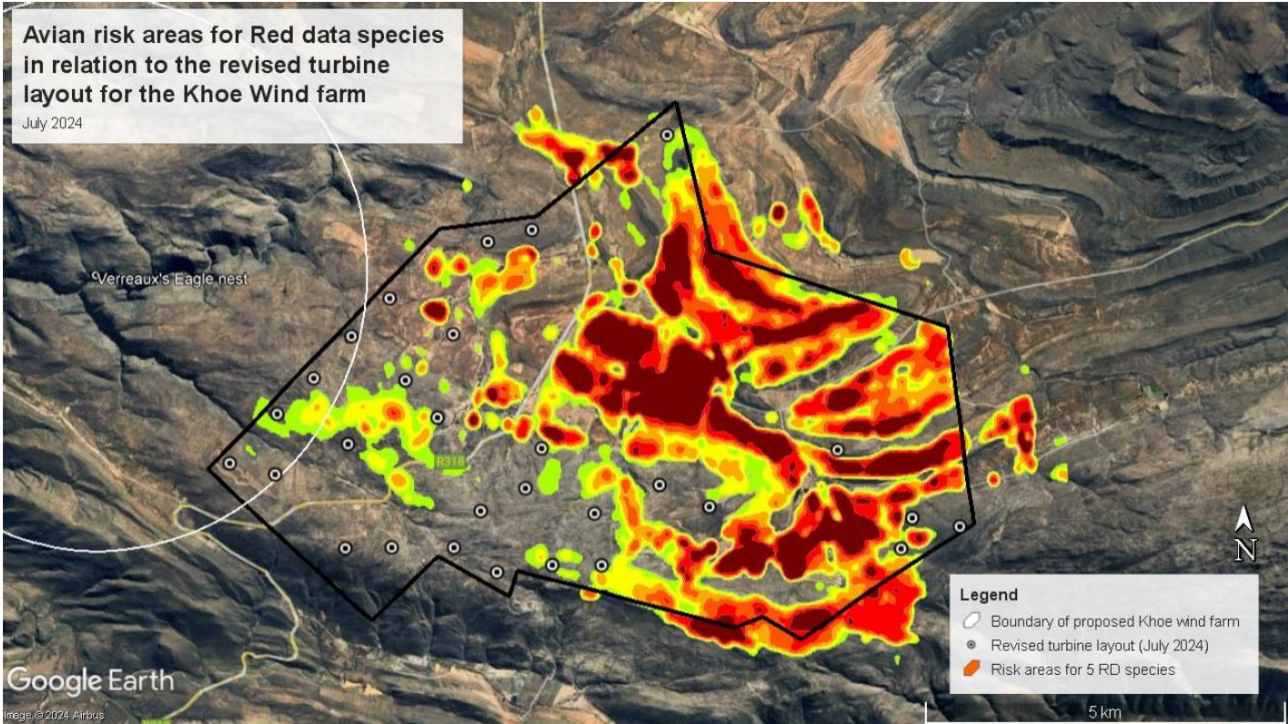 Avian risk areas for Red data species
in relation to the revised turbine
layout for the Khoe Wind farm
July 2024
Verreaux's Eagle nest
R318
N
Legend
Boundary of proposed Khoe wind farm
Revised turbine layout (July 2024)
Risk areas for 5 RD species
Google Earth
Image © 2024 Airbus
5 km